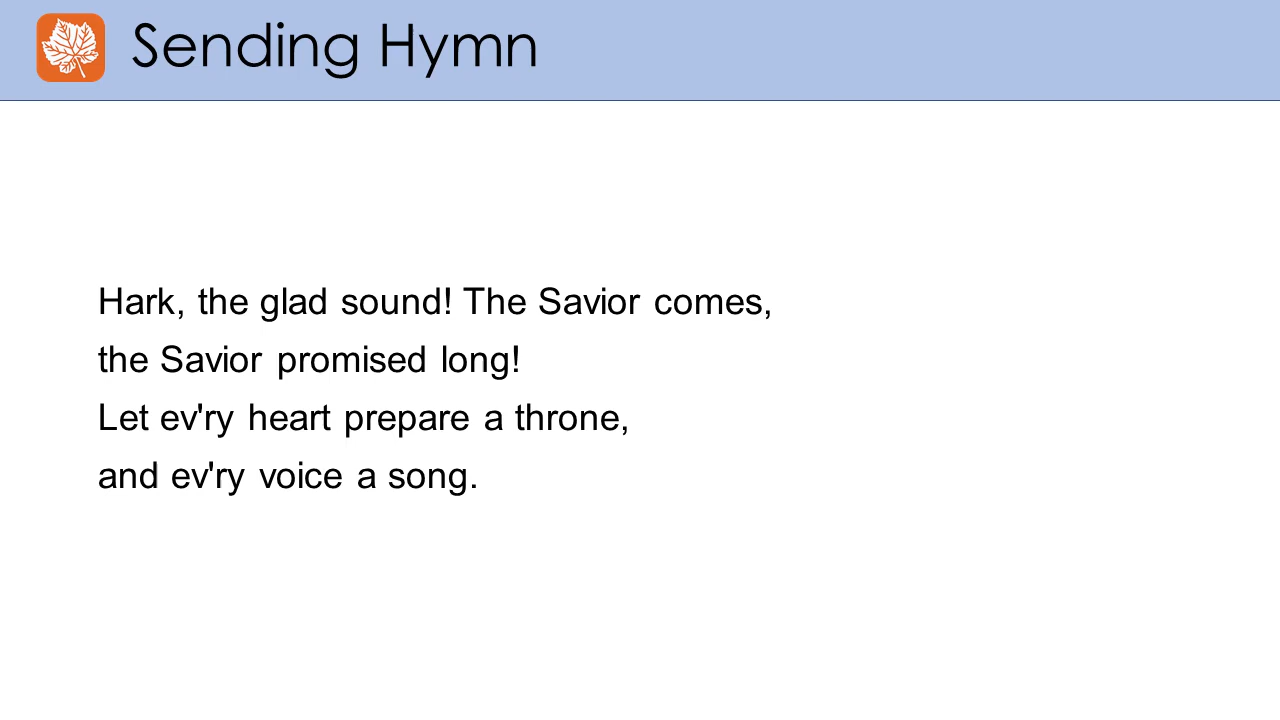 Sending Hymn
Hark, the glad sound! The Savior comes,
the Savior promised long!
Let ev'ry heart prepare a throne,
and ev'ry voice a song.